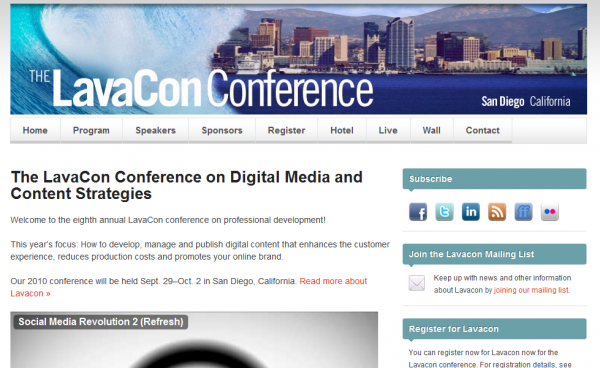 THE LavaCon Conference
San Diego California
Home Program Speakers Sponsors Register Hotel Live Wall Contact
The LavaCon Conference on Digital Media and
Content Strategies
Welcome to the eighth annual LavaCon conference on professional development!
This year's focus: How to develop, manage and publish digital content that enhances the customer
experience, reduces production costs and promotes your online brand.
Our 2010 conference will be held Sept. 29–Oct. 2 in San Diego, California. Read more about
Lavacon »
Social Media Revolution 2 (Refresh)
Subscribe
f t in ff
Join the Lavacon Mailing List
Keep up with news and other information
about Lavacon by joining our mailing list.
Register for Lavacon
You can register now for Lavacon now for the
Lavacon conference. For registration details, see